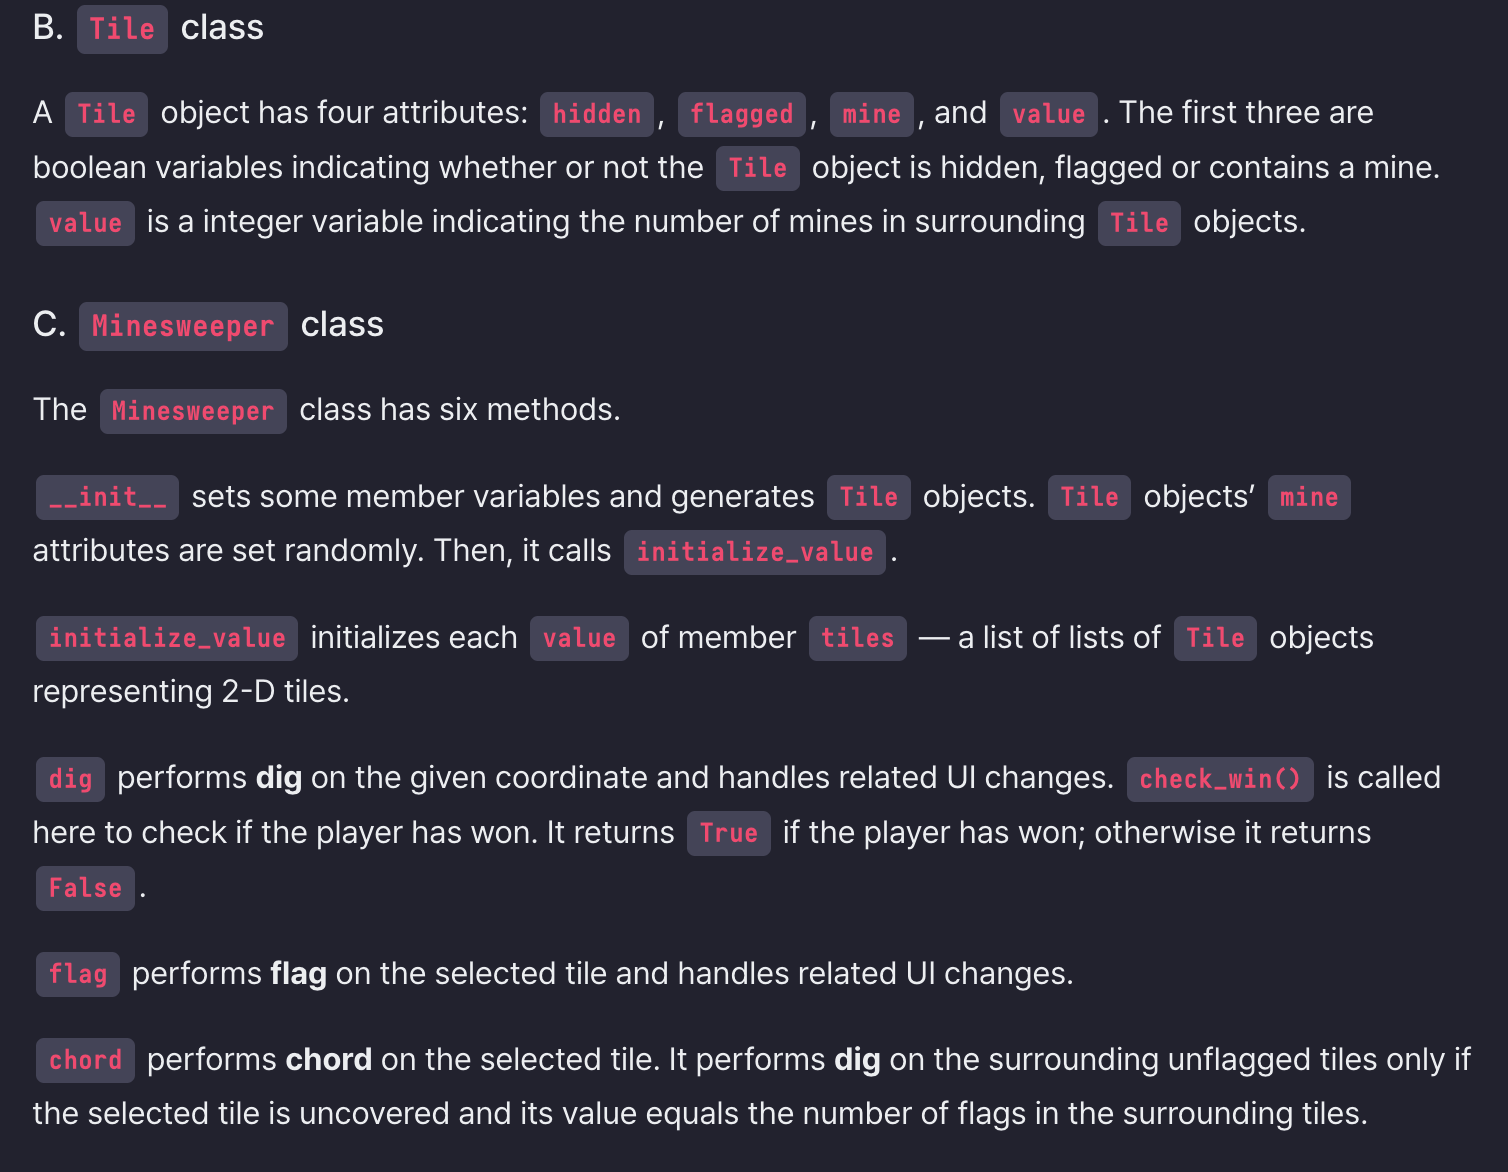 B. Tile class
A Tile object has four attributes: hidden, flagged, mine, and value. The first three are
boolean variables indicating whether or not the Tile object is hidden, flagged or contains a mine.
value is a integer variable indicating the number of mines in surrounding Tile objects.
C. Minesweeper class
The Minesweeper class has six methods.
__init__ sets some member variables and generates Tile objects. Tile objects’ mine
attributes are set randomly. Then, it calls initialize_value.
initialize_value initializes each value of member tiles — a list of lists of Tile objects
representing 2-D tiles.
dig performs dig on the given coordinate and handles related UI changes. check_win() is called
here to check if the player has won. It returns True if the player has won; otherwise it returns
False.
flag performs flag on the selected tile and handles related UI changes.
chord performs chord on the selected tile. It performs dig on the surrounding unflagged tiles only if
the selected tile is uncovered and its value equals the number of flags in the surrounding tiles.